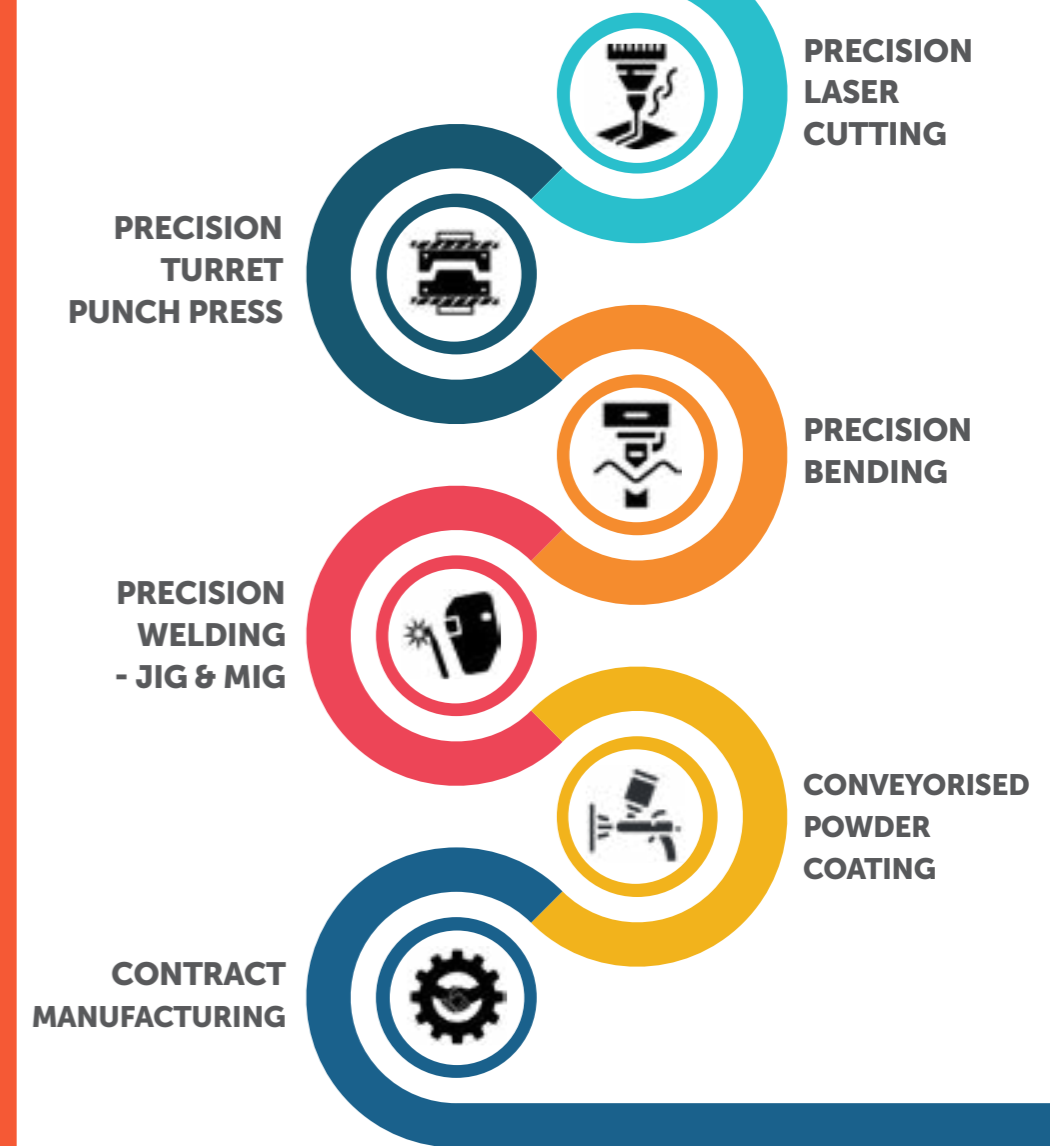 PRECISION
LASER
CUTTING
PRECISION
TURRET
PUNCH PRESS
PRECISION
BENDING
PRECISION
WELDING
- JIG & MIG
CONVEYORISED
POWDER
COATING
CONTRACT
MANUFACTURING